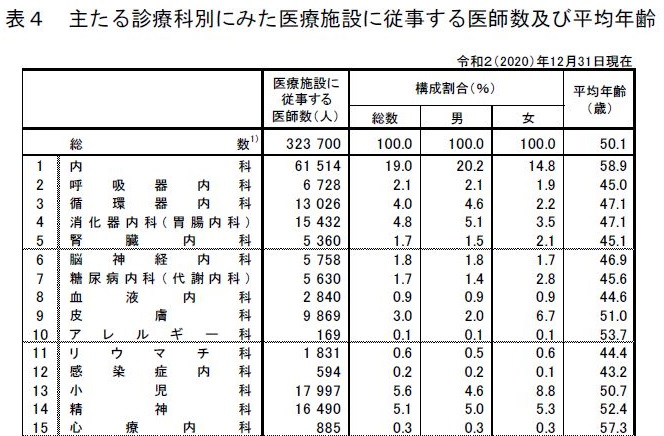 表４　主たる診療科別にみた医療施設に従事する医師数及び平均年齢
令和２(2020)年12月31日現在
医療施設に従事する医師数(人) 構成割合(％) 平均年齢(歳)
総数 男 女
総数1) 323 700 100.0 100.0 100.0 50.1
1 内科 61 514 19.0 20.2 14.8 58.9
2 呼吸器内科 6 728 2.1 2.1 1.9 45.0
3 循環器内科 13 026 4.0 4.6 2.2 47.1
4 消化器内科(胃腸内科) 15 432 4.8 5.1 3.5 47.1
5 腎臓内科 5 360 1.7 1.5 2.1 45.1
6 脳神経内科 5 758 1.8 1.8 1.7 46.9
7 糖尿病内科(代謝内科) 5 630 1.7 1.4 2.8 45.6
8 血液内科 2 840 0.9 0.9 0.9 44.6
9 皮膚科 9 869 3.0 2.0 6.7 51.0
10 アレルギー科 169 0.1 0.1 0.1 53.7
11 リウマチ科 1 831 0.6 0.5 0.6 44.4
12 感染症内科 594 0.2 0.2 0.1 43.2
13 小児科 17 997 5.6 4.6 8.8 50.7
14 精神科 16 490 5.1 5.0 5.3 52.4
15 心療内科 885 0.3 0.3 0.3 57.3